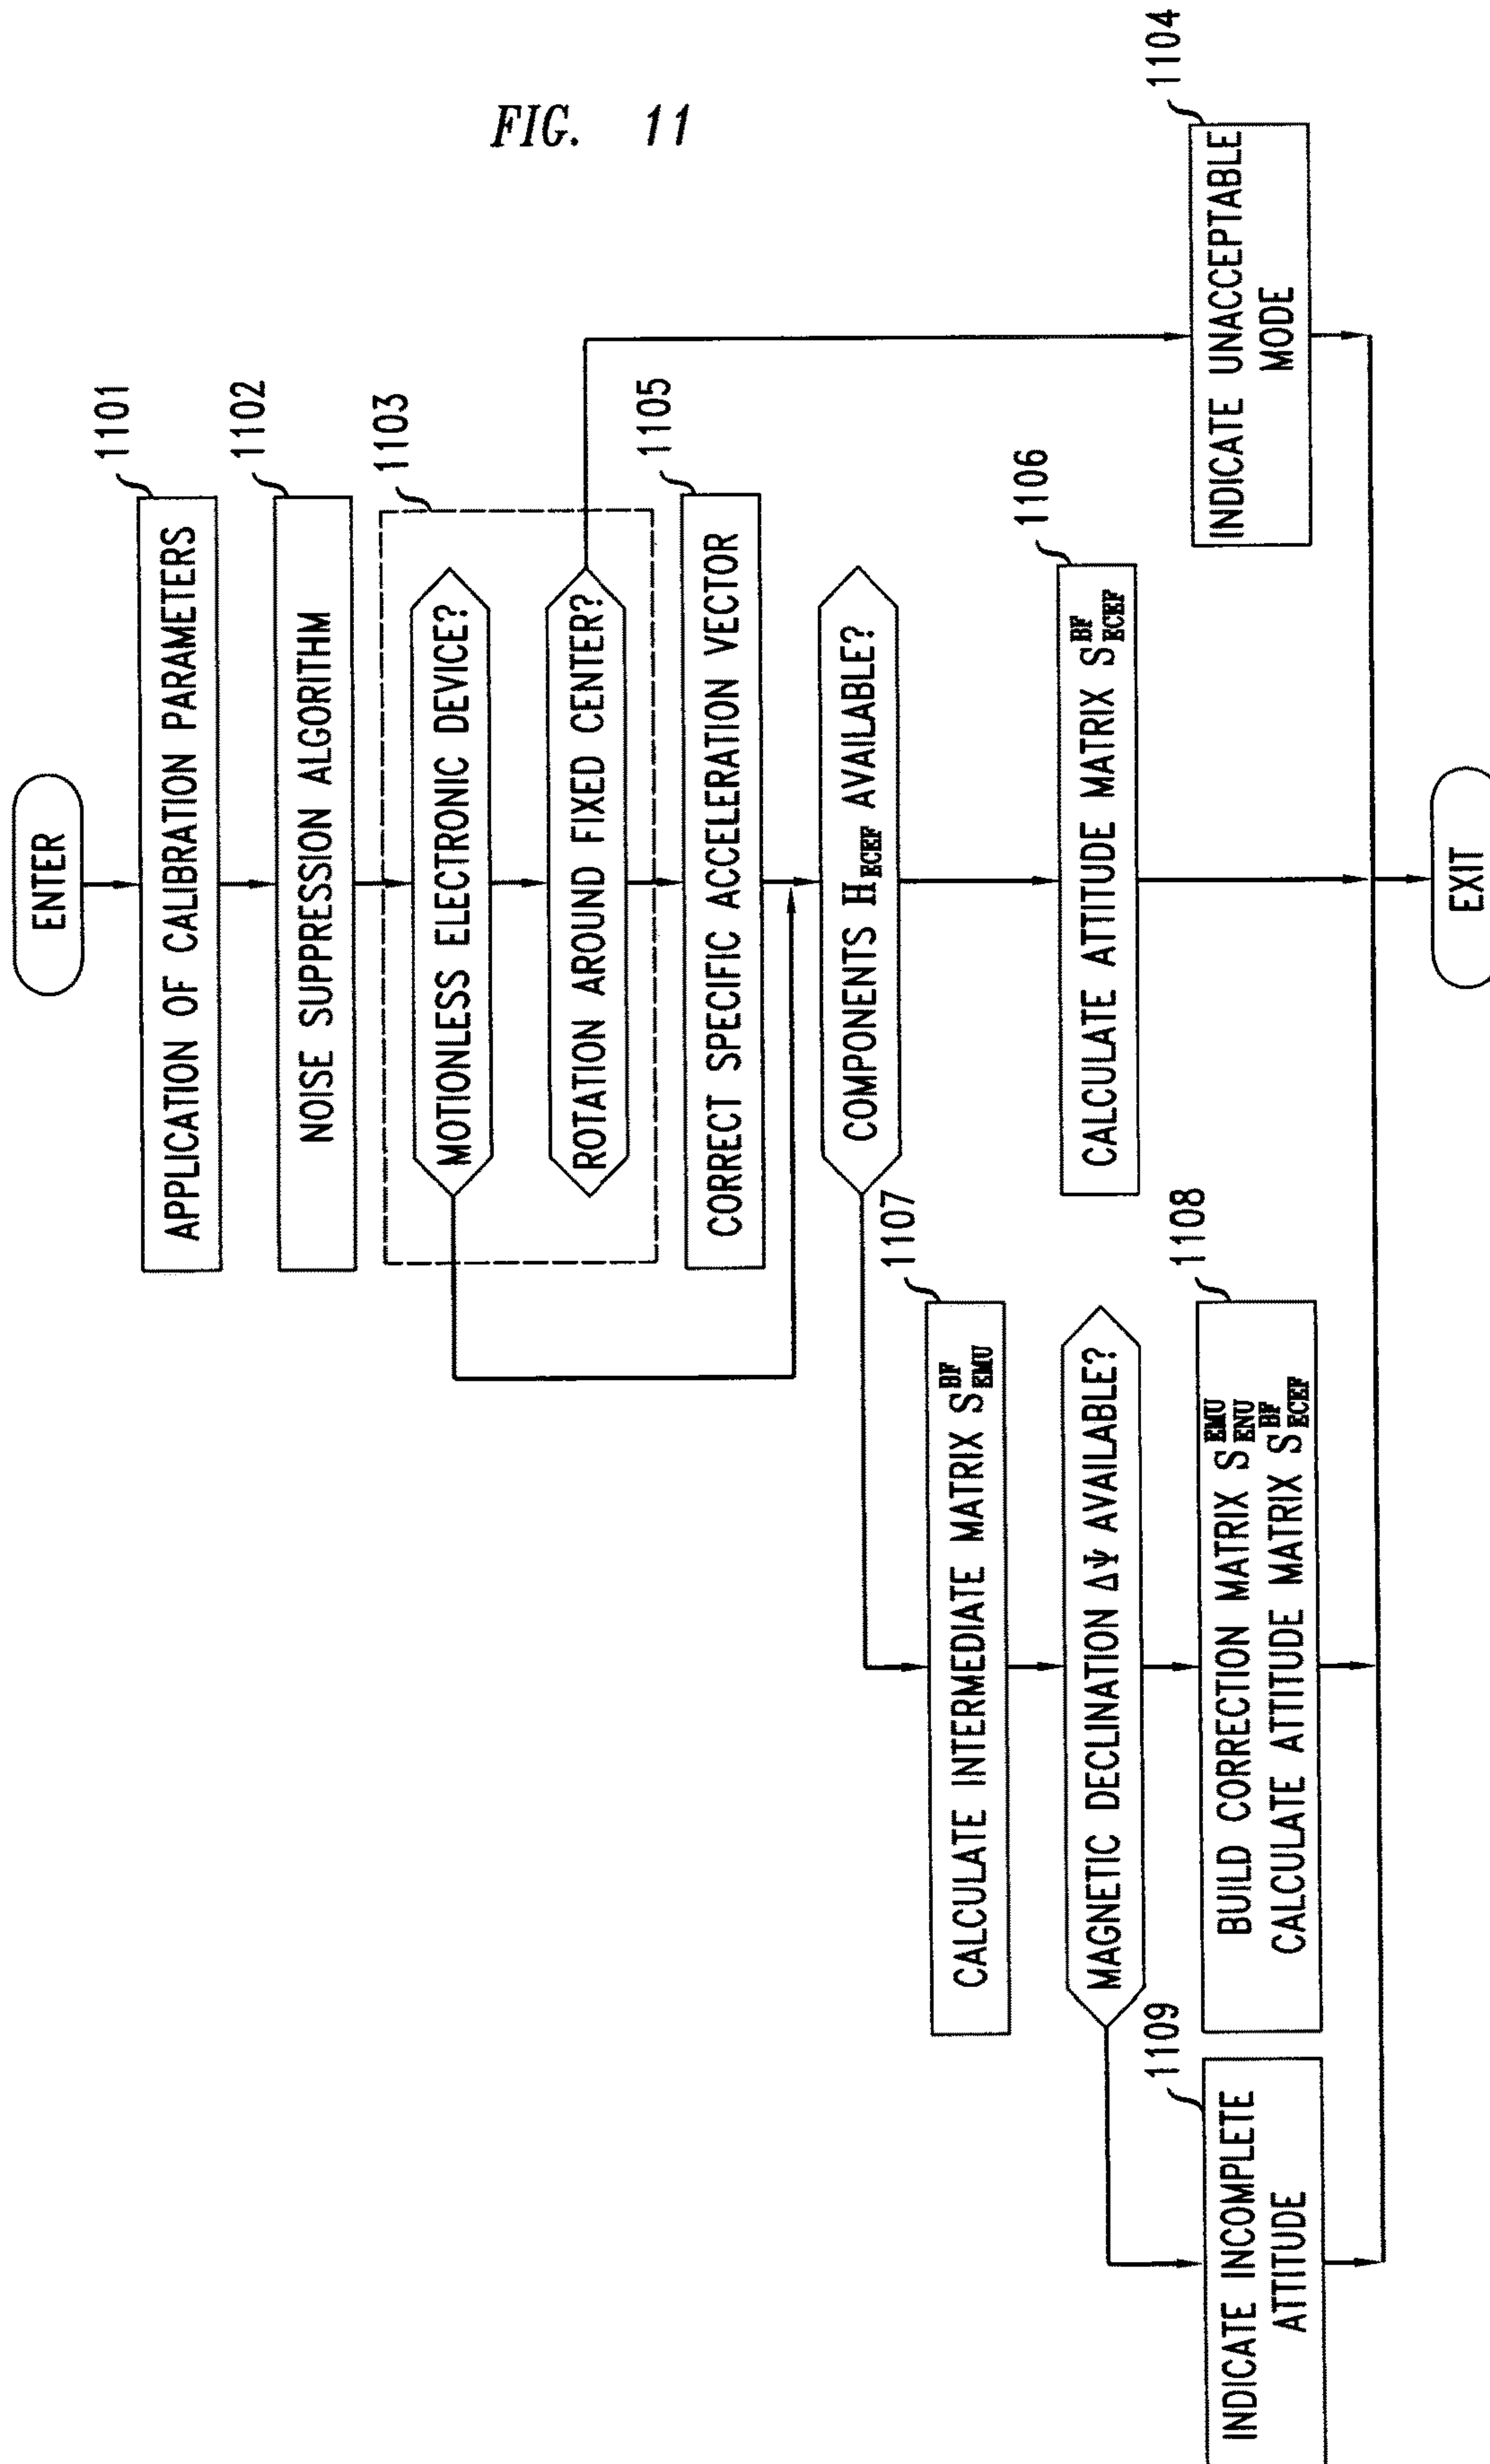 FIG. 11
ENTER
APPLICATION OF CALIBRATION PARAMETERS
1101
NOISE SUPPRESSION ALGORITHM
1102
1103
MOTIONLESS ELECTRONIC DEVICE?
ROTATION AROUND FIXED CENTER?
CORRECT SPECIFIC ACCELERATION VECTOR
1105
COMPONENTS H_ECEF AVAILABLE?
CALCULATE ATTITUDE MATRIX S^BF_ECEF
1106
INDICATE UNACCEPTABLE
MODE
1104
CALCULATE INTERMEDIATE MATRIX S^BF_EMU
1107
MAGNETIC DECLINATION ΔΨ AVAILABLE?
BUILD CORRECTION MATRIX S^EMU_ENU
CALCULATE ATTITUDE MATRIX S^BF_ECEF
1108
INDICATE INCOMPLETE
ATTITUDE
1109
EXIT